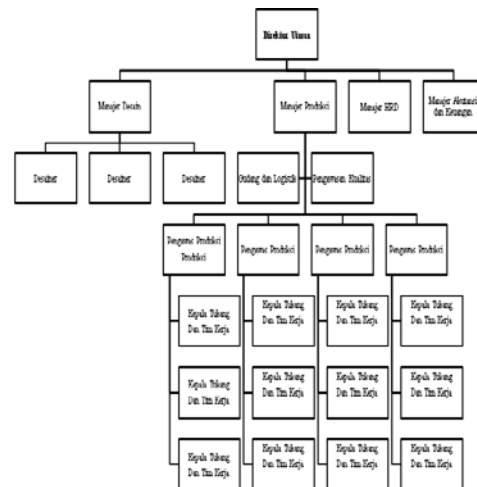 Direktur Utama
Manajer Desain
Manajer Produksi
Manajer HRD
Manajer Akutansi
dan Keuangan
Desainer
Desainer
Desainer
Gudang dan Logistik
Pengawasan Kualitas
Pengawas Produksi
Produksi
Pengawas Produksi
Pengawas Produksi
Pengawas Produksi
Kepala Tukang
Dan Tim Kerja
Kepala Tukang
Dan Tim Kerja
Kepala Tukang
Dan Tim Kerja
Kepala Tukang
Dan Tim Kerja
Kepala Tukang
Dan Tim Kerja
Kepala Tukang
Dan Tim Kerja
Kepala Tukang
Dan Tim Kerja
Kepala Tukang
Dan Tim Kerja
Kepala Tukang
Dan Tim Kerja
Kepala Tukang
Dan Tim Kerja
Kepala Tukang
Dan Tim Kerja
Kepala Tukang
Dan Tim Kerja